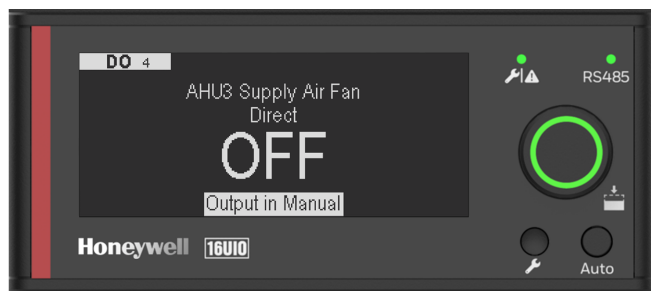 DO 4
AHU3 Supply Air Fan
Direct
OFF
Output in Manual
RS485
Honeywell 16UIO
Auto